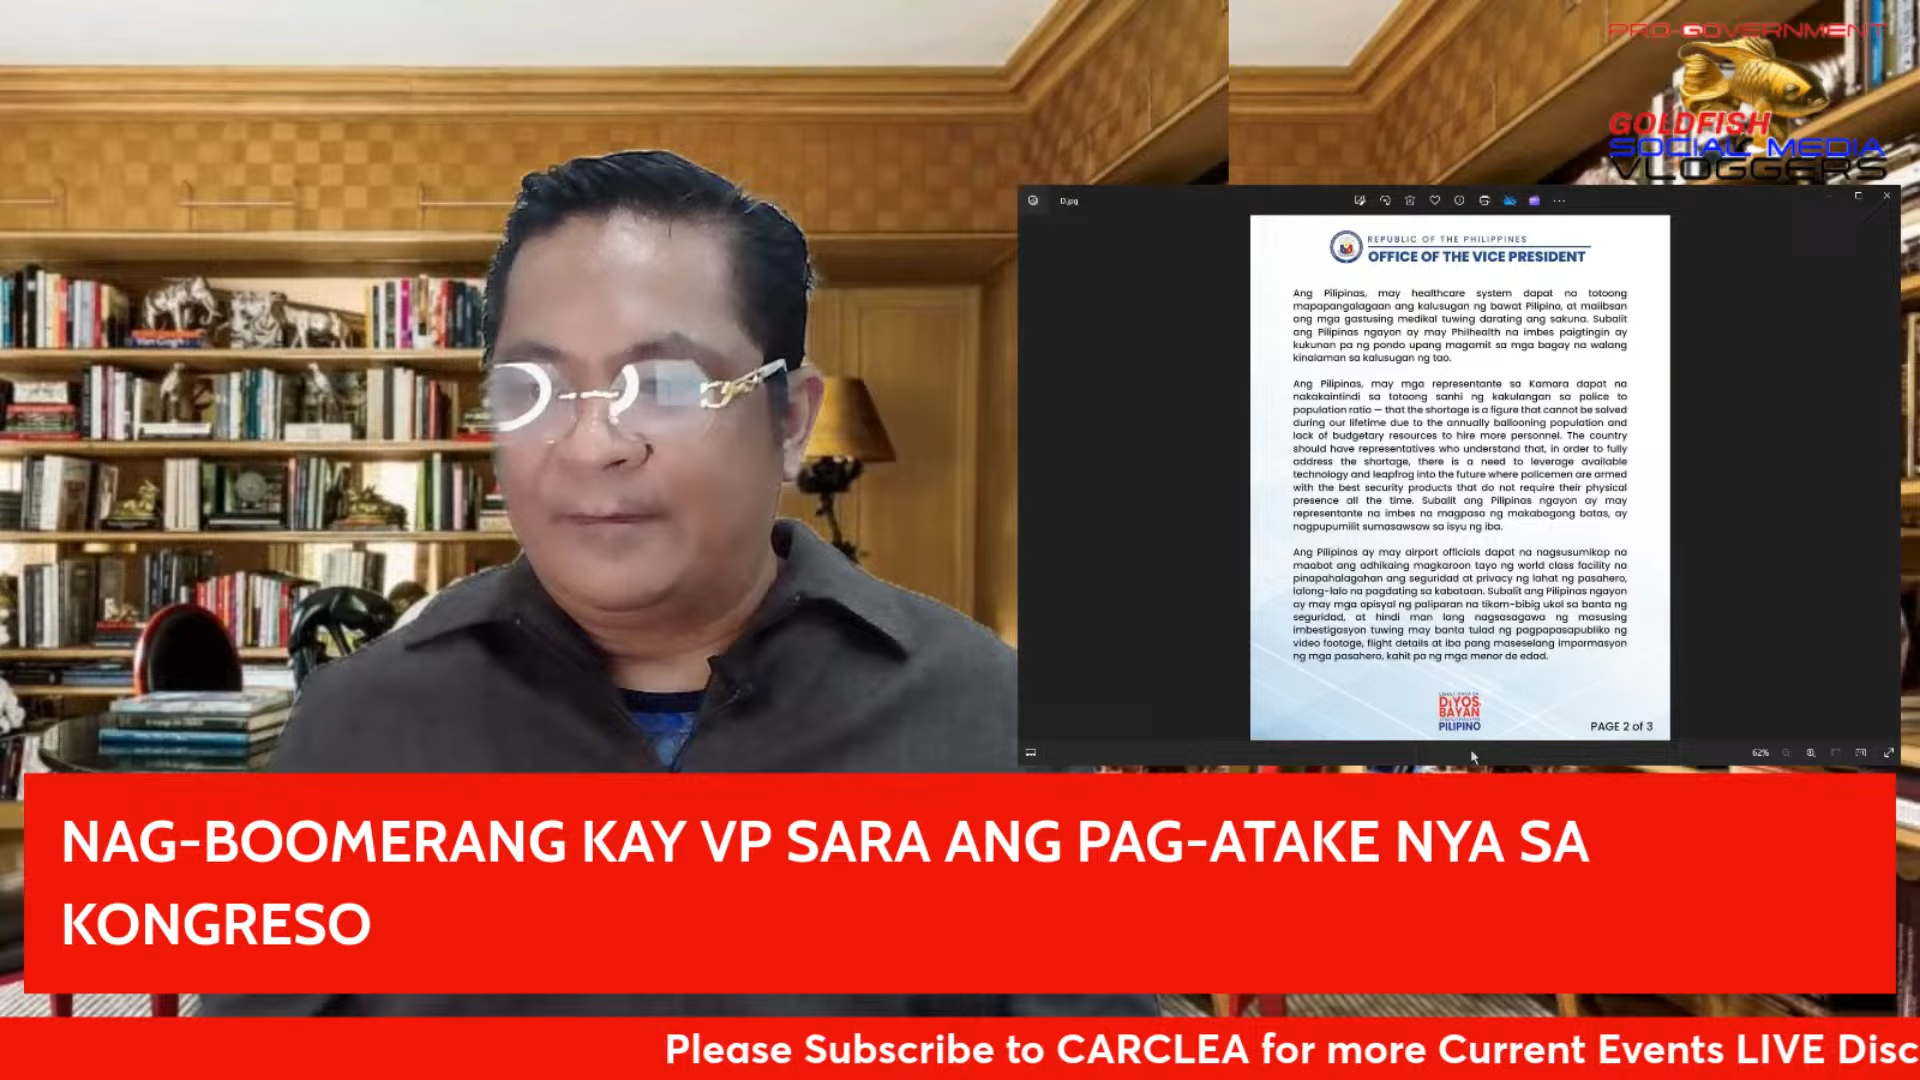 PRO-GOVERNMENT
GOLDFISH
SOCIAL MEDIA
VLOGGERS
D.jpg
REPUBLIC OF THE PHILIPPINES
OFFICE OF THE VICE PRESIDENT
Ang Pilipinas, may healthcare system dapat na totoong
mapapangalagaan ang kalusugan ng bawat Pilipino, at maiibsan
ang mga gastusing medikal tuwing darating ang sakuna. Subalit
ang Pilipinas ngayon ay may Philhealth na imbes paigtingin ay
kukunan pa ng pondo upang magamit sa mga bagay na walang
kinalaman sa kalusugan ng tao.
Ang Pilipinas, may mga representante sa Kamara dapat na
nakakaintindi sa totoong sanhi ng kakulangan sa police to
population ratio — that the shortage is a figure that cannot be solved
during our lifetime due to the annually ballooning population and
lack of budgetary resources to hire more personnel. The country
should have representatives who understand that, in order to fully
address the shortage, there is a need to leverage available
technology and leapfrog into the future where policemen are armed
with the best security products that do not require their physical
presence all the time. Subalit ang Pilipinas ngayon ay may
representante na imbes na magpasa ng makabagong batas, ay
nagpupumilit sumasawsaw sa isyu ng iba.
Ang Pilipinas ay may airport officials dapat na nagsusumikap na
maabot ang adhikaing magkaroon tayo ng world class facility na
pinapahalagahan ang seguridad at privacy ng lahat ng pasahero,
lalong-lalo na pagdating sa kabataan. Subalit ang Pilipinas ngayon
ay may mga opisyal ng paliparan na tikom-bibig ukol sa banta ng
seguridad, at hindi man lang nagsasagawa ng masusing
imbestigasyon tuwing may banta tulad ng pagpapasapubliko ng
video footage, flight details at iba pang maseselang impormasyon
ng mga pasahero, kahit pa ng mga menor de edad.
DIYOS
BAYAN
PILIPINO
PAGE 2 of 3
62%
NAG-BOOMERANG KAY VP SARA ANG PAG-ATAKE NYA SA
KONGRESO
Please Subscribe to CARCLEA for more Current Events LIVE Disc